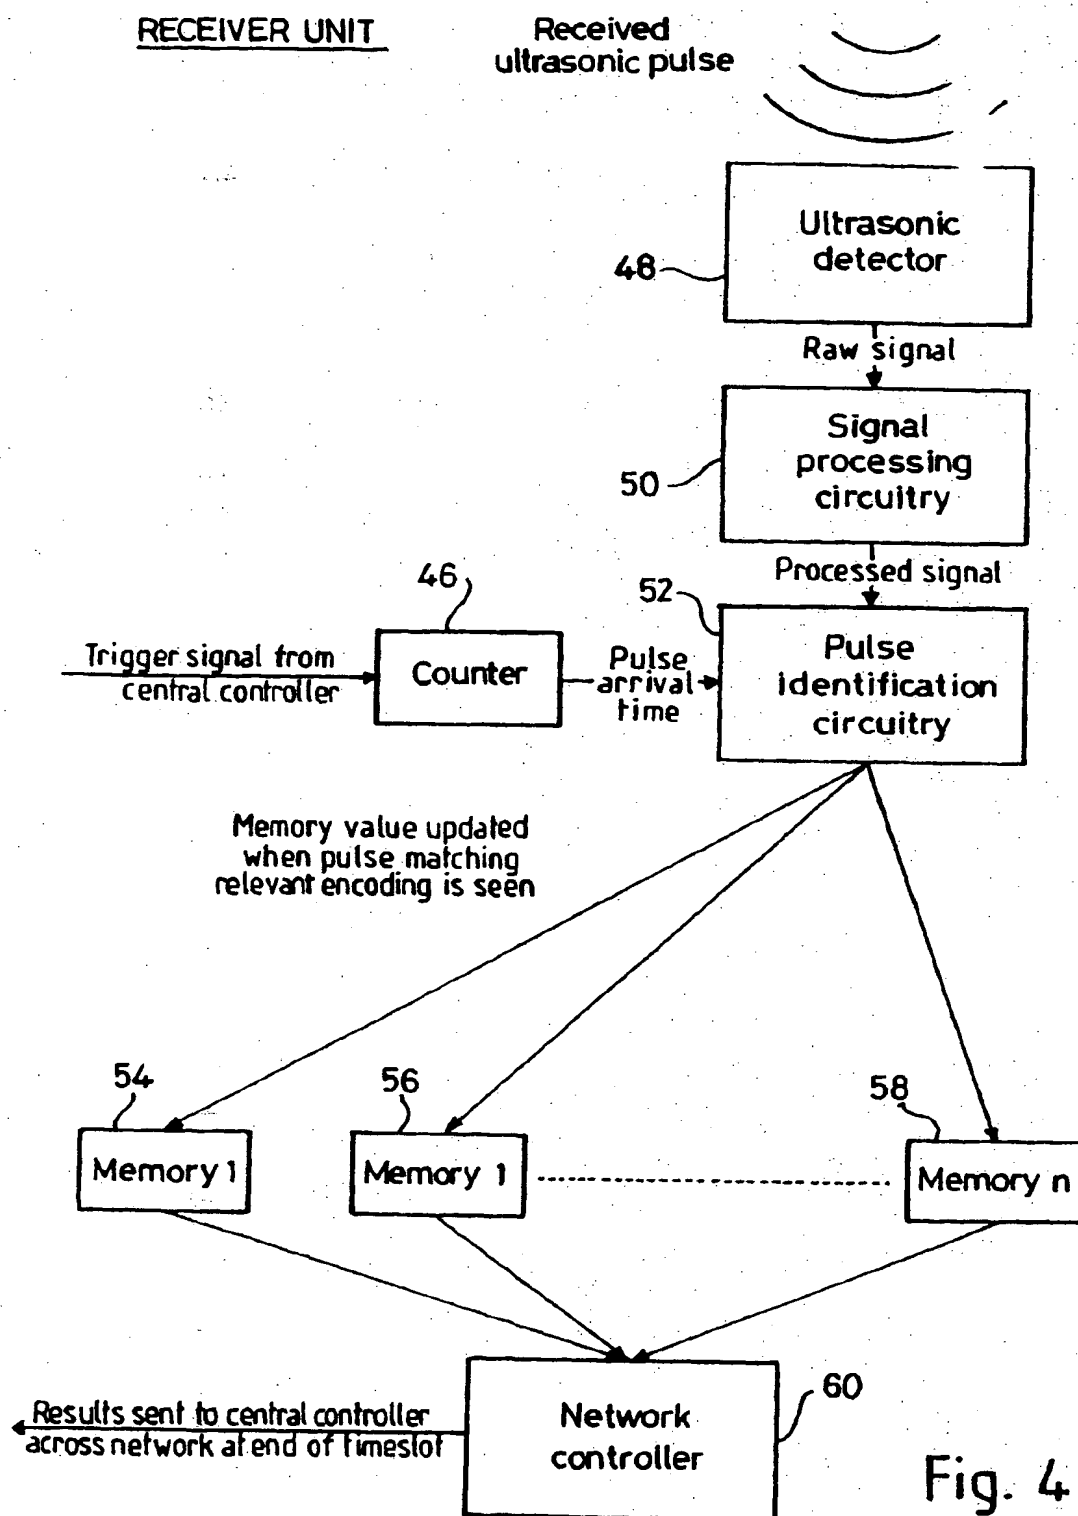 RECEIVER UNIT
Received
ultrasonic pulse
Ultrasonic
detector
48
Raw signal
Signal
processing
circuitry
50
Processed signal
46
52
Trigger signal from
central controller
Counter
Pulse
arrival
time
Pulse
identification
circuitry
Memory value updated
when pulse matching
relevant encoding is seen
54
56
58
Memory 1
Memory 1
Memory n
60
Network
controller
Results sent to central controller
across network at end of timeslot
Fig. 4